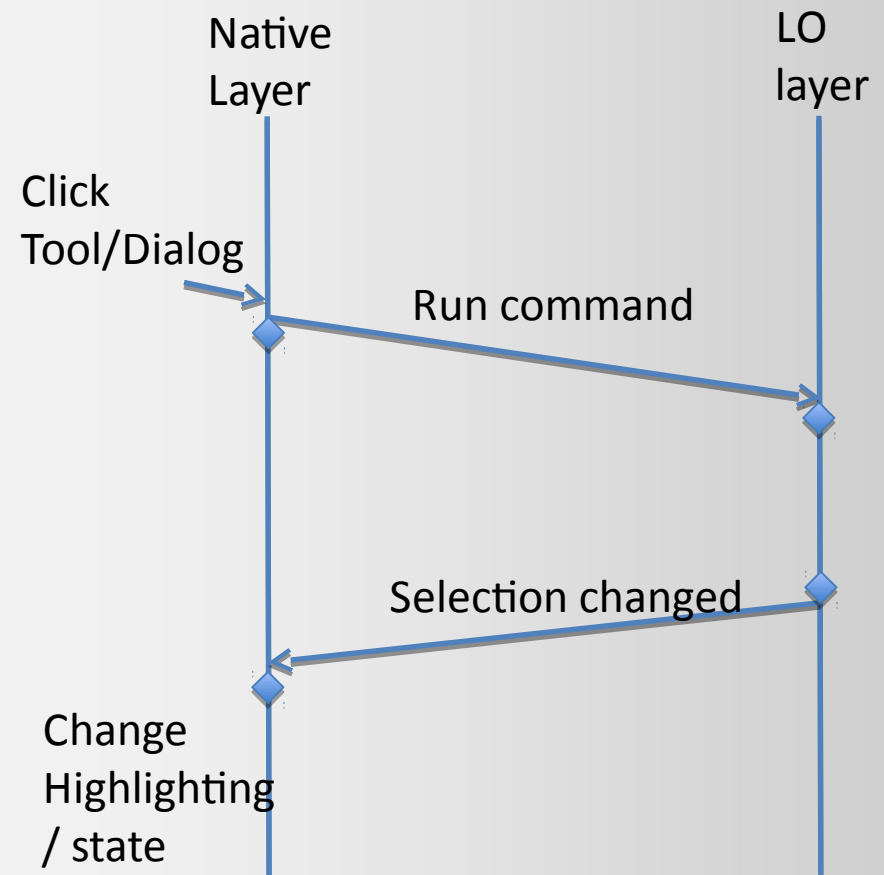 Native
Layer
LO
layer
Click
Tool/Dialog
Run command
Selection changed
Change
Highlighting
/ state